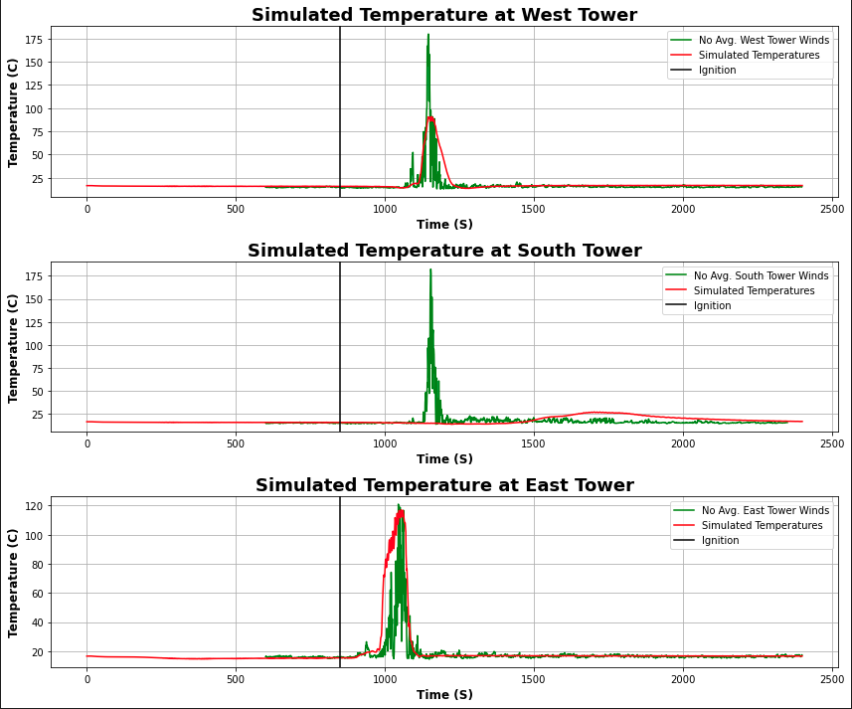 Simulated Temperature at West Tower
Temperature (C)
175
150
125
100
75
50
25
No Avg. West Tower Winds
Simulated Temperatures
Ignition
0 500 1000 1500 2000 2500
Time (S)
Simulated Temperature at South Tower
Temperature (C)
175
150
125
100
75
50
25
No Avg. South Tower Winds
Simulated Temperatures
Ignition
0 500 1000 1500 2000 2500
Time (S)
Simulated Temperature at East Tower
Temperature (C)
120
100
80
60
40
20
No Avg. East Tower Winds
Simulated Temperatures
Ignition
0 500 1000 1500 2000 2500
Time (S)